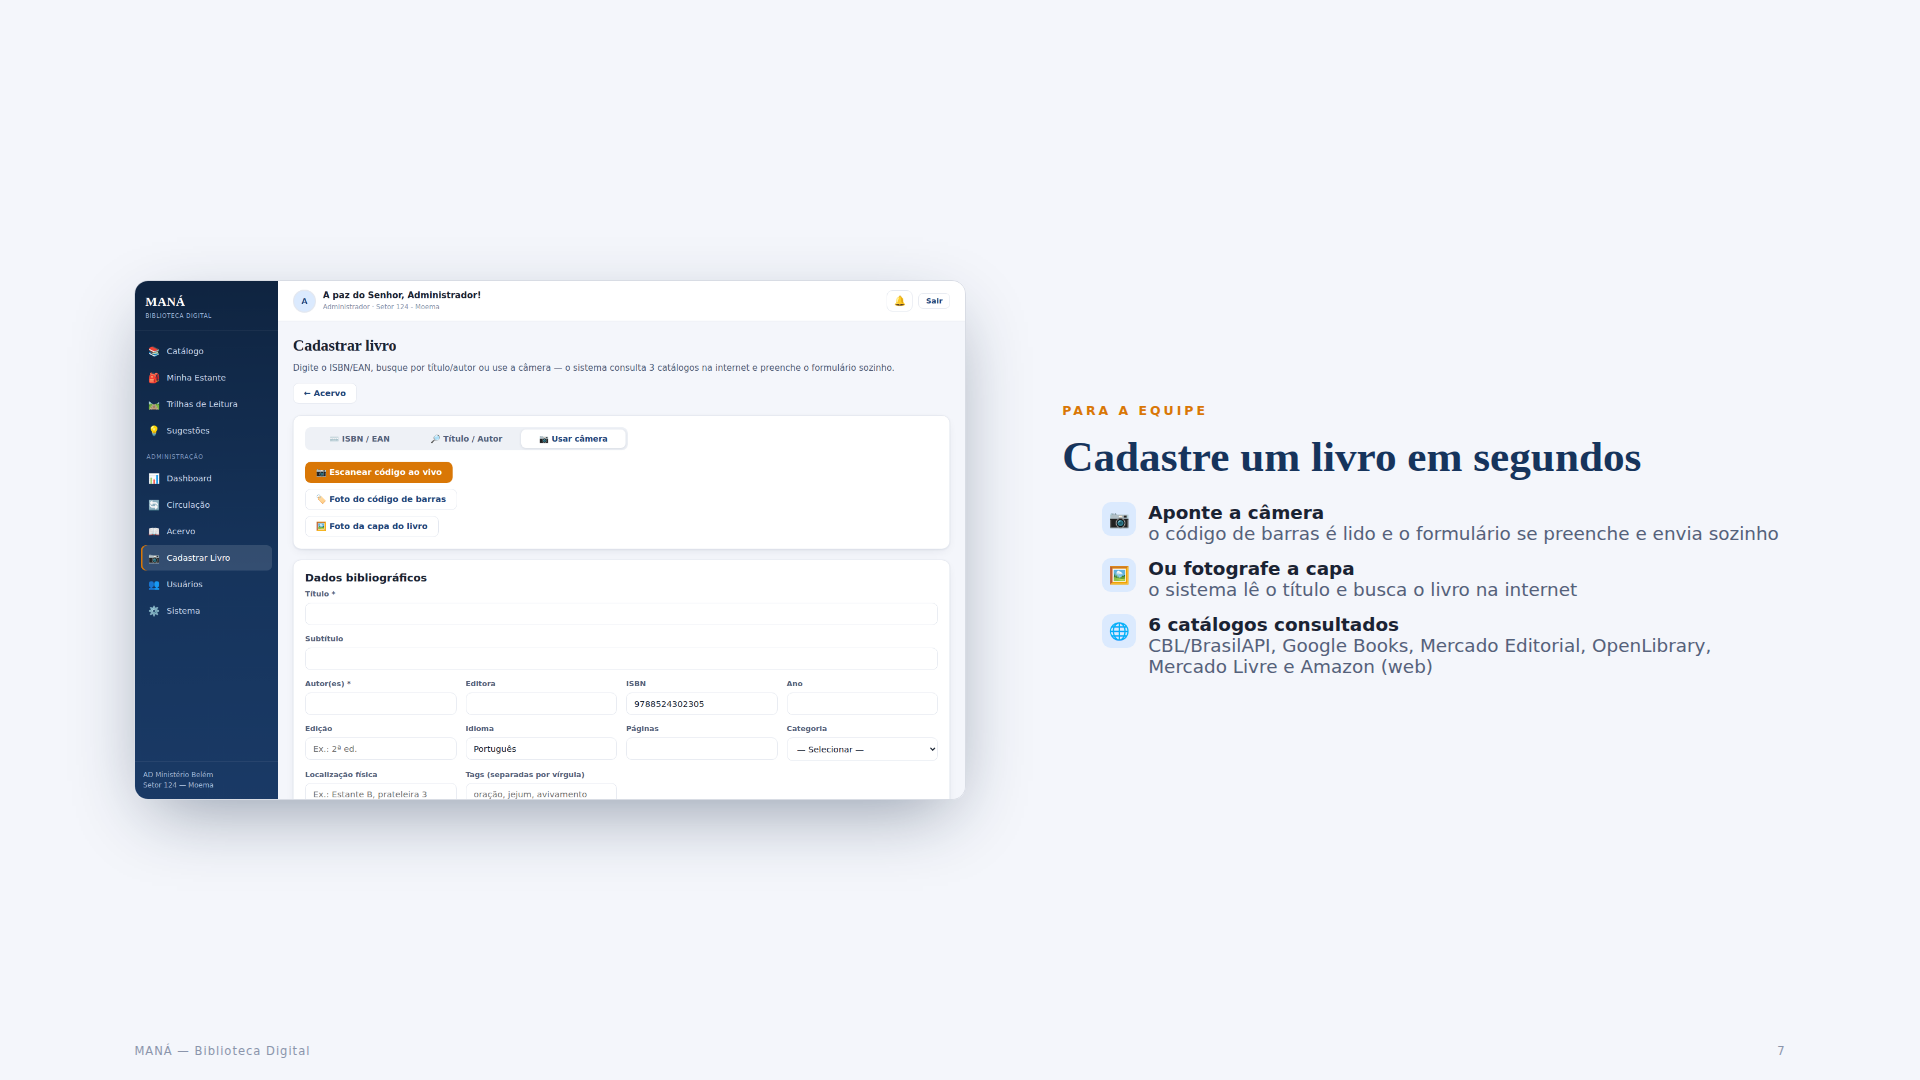 MANÁ
BIBLIOTECA DIGITAL
Catálogo
Minha Estante
Trilhas de Leitura
Sugestões
ADMINISTRAÇÃO
Dashboard
Circulação
Acervo
Cadastrar Livro
Usuários
Sistema
AD Ministério Belém
Setor 124 — Moema
A
A paz do Senhor, Administrador!
Administrador · Setor 124 - Moema
Sair
Cadastrar livro
Digite o ISBN/EAN, busque por título/autor ou use a câmera — o sistema consulta 3 catálogos na internet e preenche o formulário sozinho.
← Acervo
ISBN / EAN
Título / Autor
Usar câmera
Escanear código ao vivo
Foto do código de barras
Foto da capa do livro
Dados bibliográficos
Título *
Subtítulo
Autor(es) *
Editora
ISBN
Ano
9788524302305
Edição
Idioma
Páginas
Categoria
Ex.: 2ª ed.
Português
— Selecionar —
Localização física
Tags (separadas por vírgula)
Ex.: Estante B, prateleira 3
oração, jejum, avivamento
PARA A EQUIPE
Cadastre um livro em segundos
Aponte a câmera
o código de barras é lido e o formulário se preenche e envia sozinho
Ou fotografe a capa
o sistema lê o título e busca o livro na internet
6 catálogos consultados
CBL/BrasilAPI, Google Books, Mercado Editorial, OpenLibrary,
Mercado Livre e Amazon (web)
MANÁ — Biblioteca Digital
7